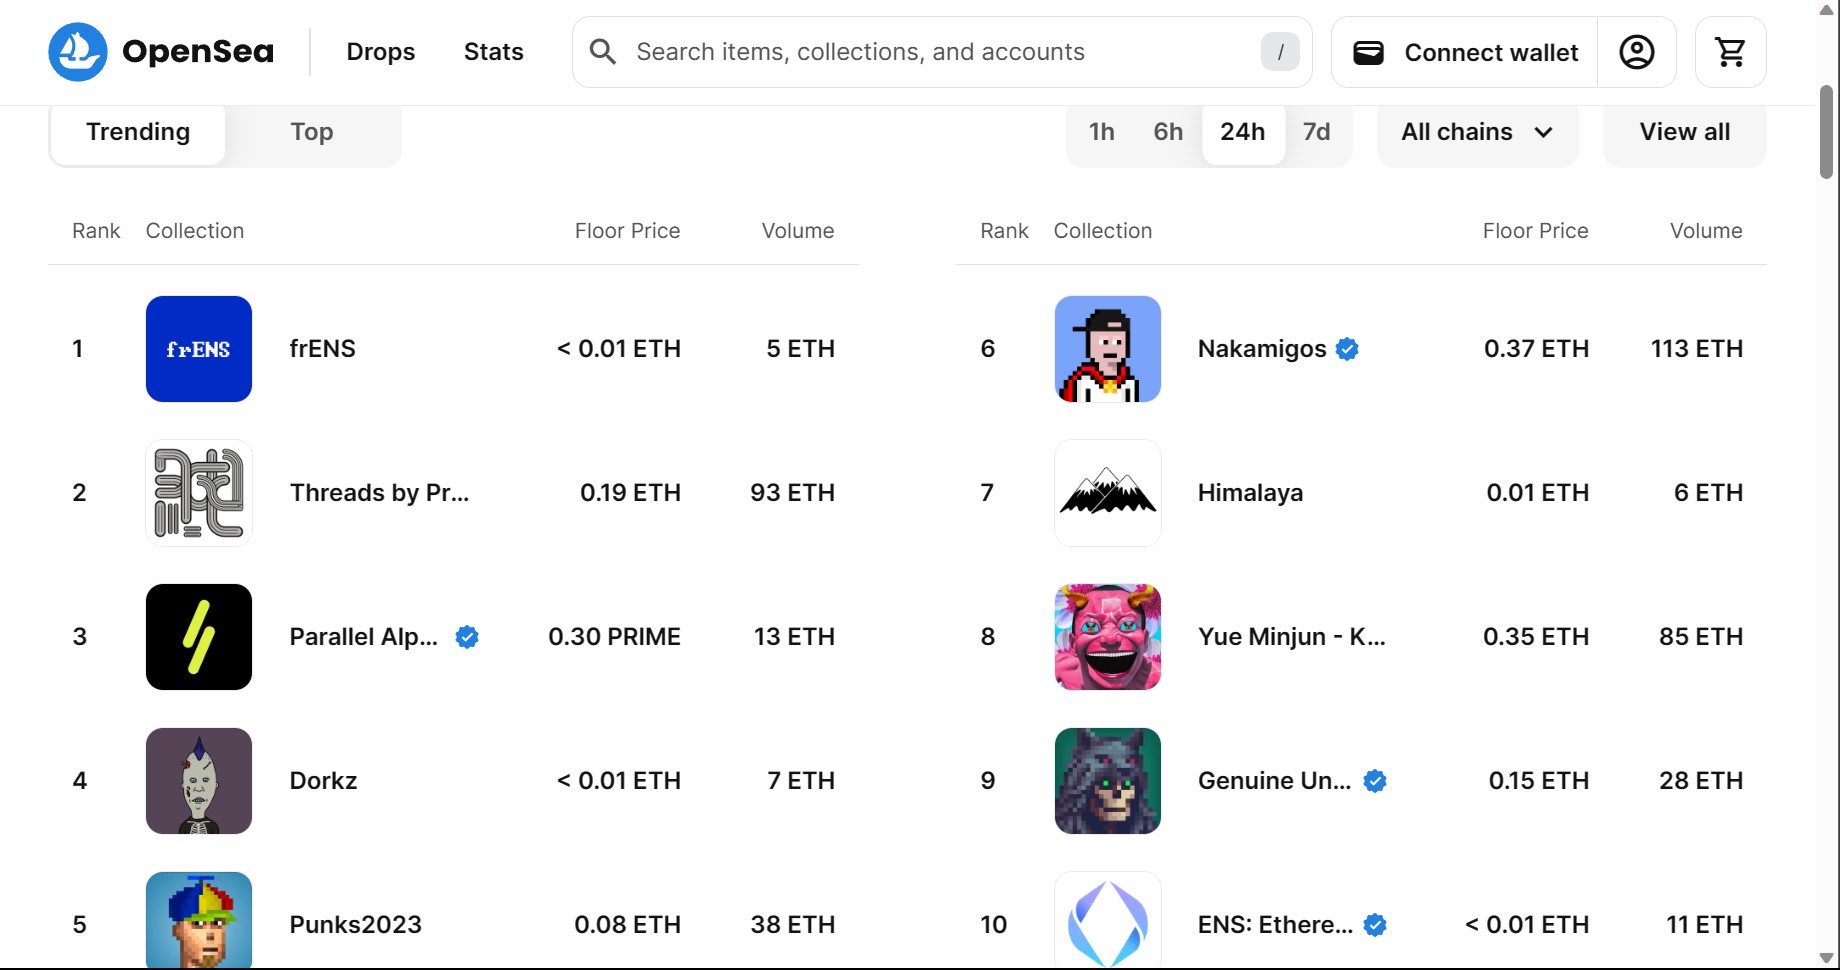 OpenSea Drops Stats Search items, collections, and accounts / Connect wallet
Trending Top 1h 6h 24h 7d All chains View all
Rank Collection Floor Price Volume Rank Collection Floor Price Volume
1 frENS frENS < 0.01 ETH 5 ETH 6 Nakamigos 0.37 ETH 113 ETH
2 Threads by Pr... 0.19 ETH 93 ETH 7 Himalaya 0.01 ETH 6 ETH
3 Parallel Alp... 0.30 PRIME 13 ETH 8 Yue Minjun - K... 0.35 ETH 85 ETH
4 Dorkz < 0.01 ETH 7 ETH 9 Genuine Un... 0.15 ETH 28 ETH
5 Punks2023 0.08 ETH 38 ETH 10 ENS: Ethere... < 0.01 ETH 11 ETH